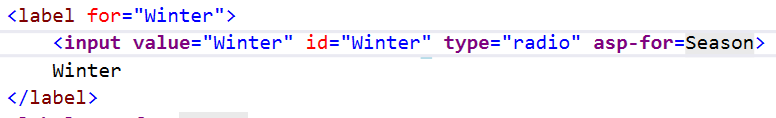 <label for="Winter">
<input value="Winter" id="Winter" type="radio" asp-for=Season>
Winter
</label>